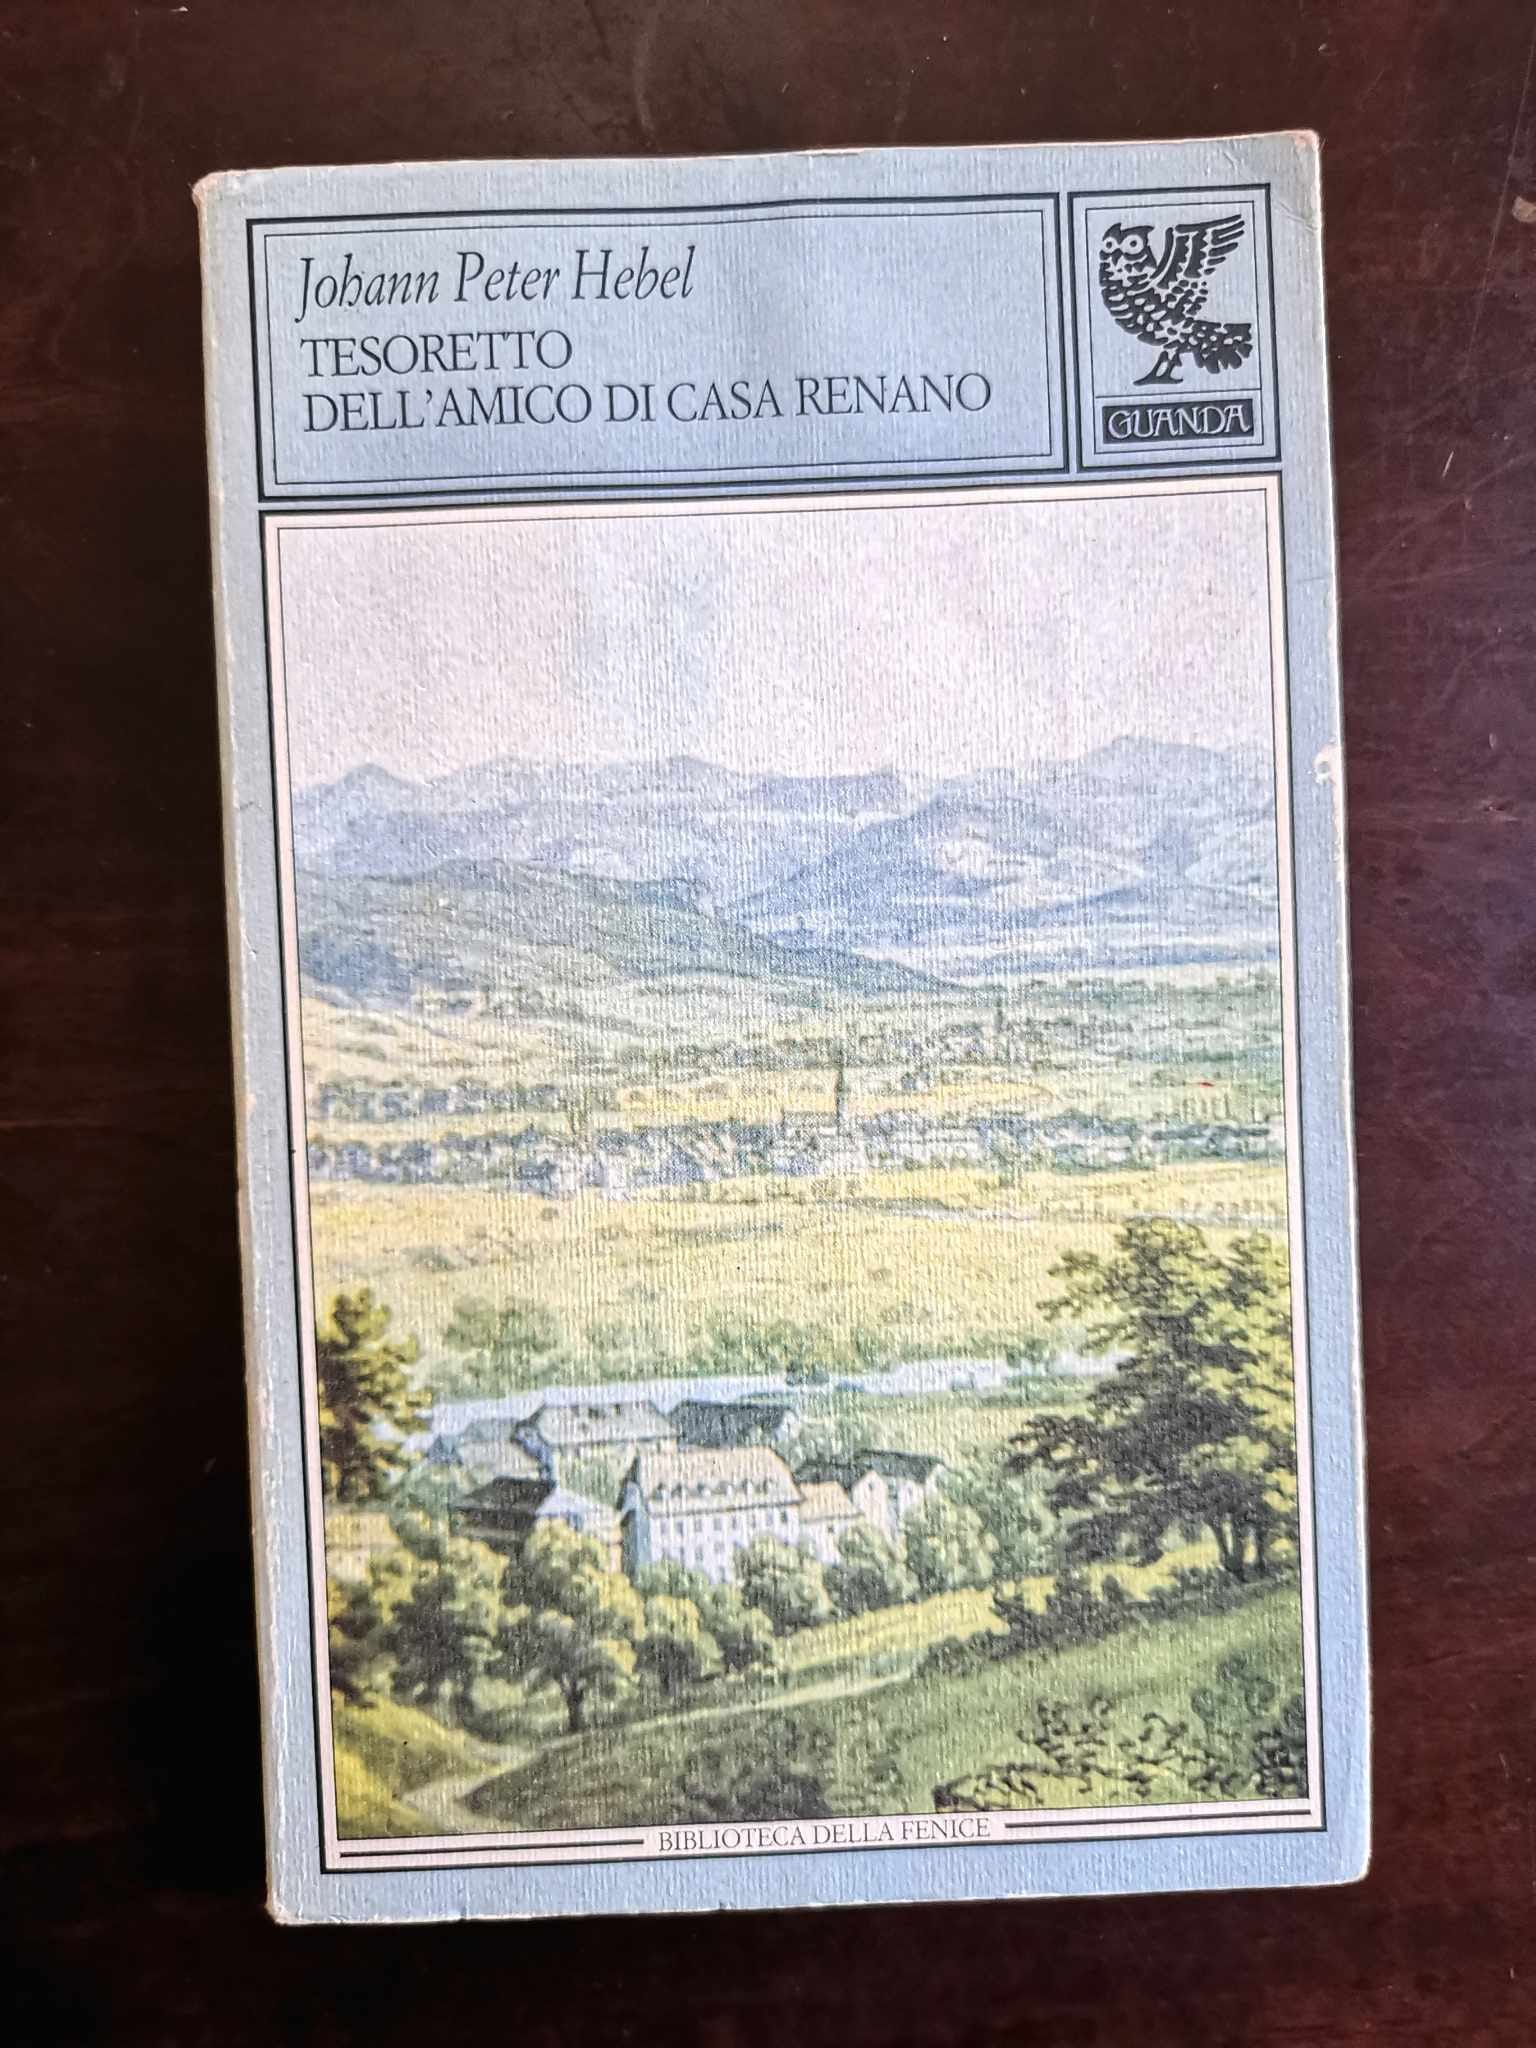 Johann Peter Hebel
TESORETTO
DELL'AMICO DI CASA RENANO
GUANDA
BIBLIOTECA DELLA FENICE